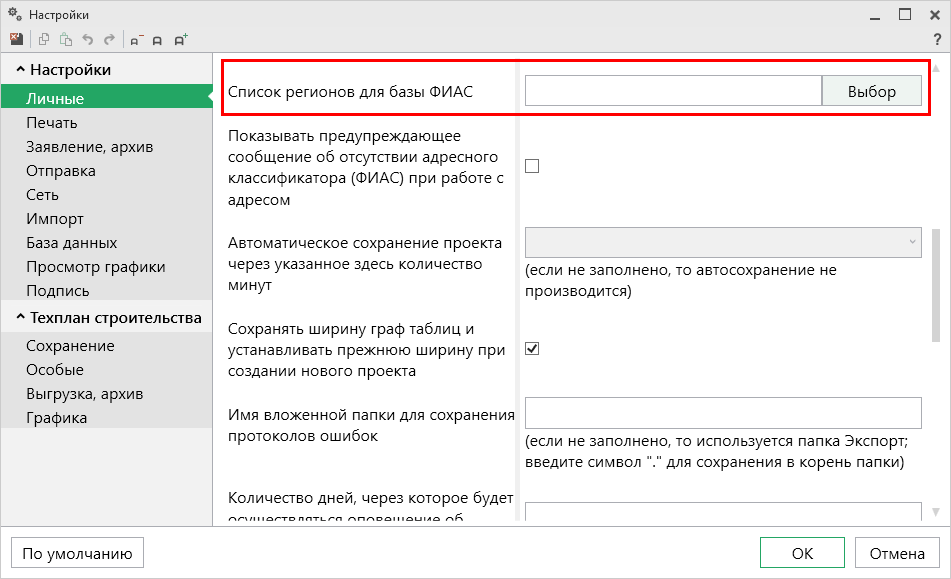 Настройки
?
Настройки
Личные
Печать
Заявление, архив
Отправка
Сеть
Импорт
База данных
Просмотр графики
Подпись
Техплан строительства
Сохранение
Особые
Выгрузка, архив
Графика
Список регионов для базы ФИАС
Выбор
Показывать предупреждающее
сообщение об отсутствии адресного
классификатора (ФИАС) при работе с
адресом
Автоматическое сохранение проекта
через указанное здесь количество
минут
(если не заполнено, то автосохранение не
производится)
Сохранять ширину граф таблиц и
устанавливать прежнюю ширину при
создании нового проекта
Имя вложенной папки для сохранения
протоколов ошибок
(если не заполнено, то используется папка Экспорт;
введите символ "." для сохранения в корень папки)
Количество дней, через которое будет
осуществляться оповещение об
По умолчанию
ОК
Отмена